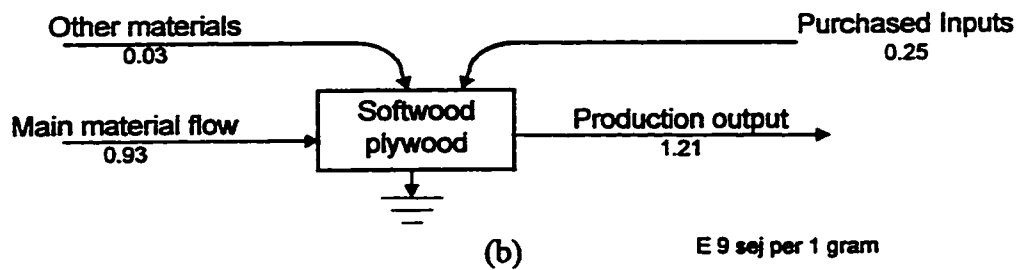 Other materials
0.03
Purchased Inputs
0.25
Main material flow
0.93
Softwood
plywood
Production output
1.21
(b)
E 9 sej per 1 gram